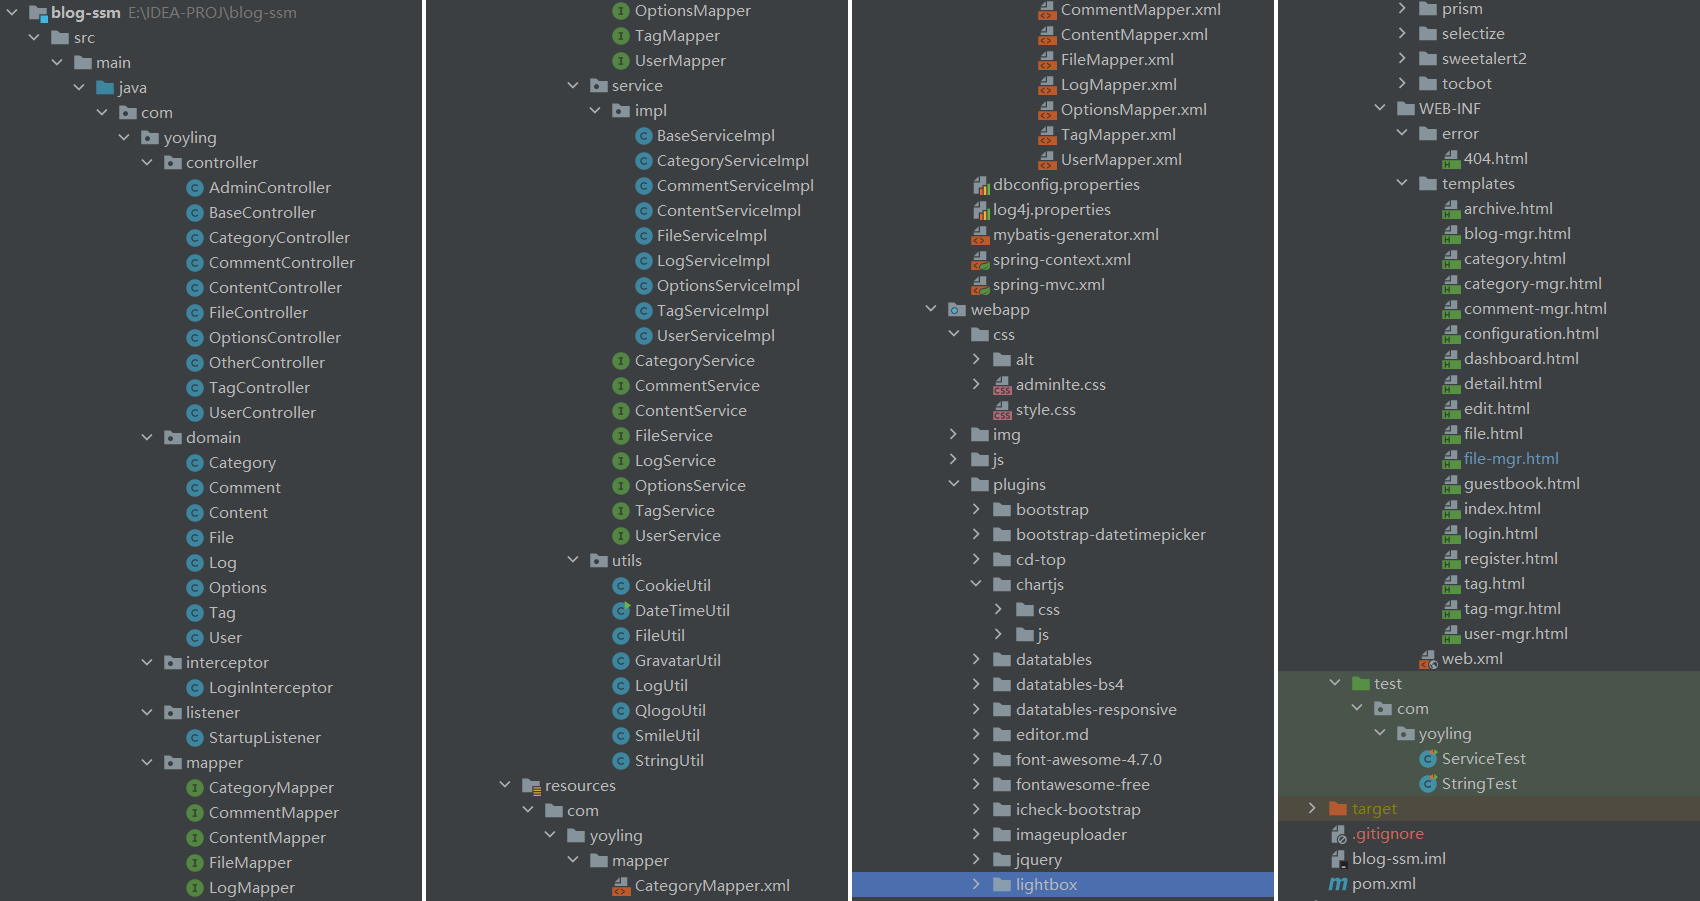 blog-ssm E:\IDEA-PROJ\blog-ssm
src
main
java
com
yoyling
controller
AdminController
BaseController
CategoryController
CommentController
ContentController
FileController
OptionsController
OtherController
TagController
UserController
domain
Category
Comment
Content
File
Log
Options
Tag
User
interceptor
LoginInterceptor
listener
StartupListener
mapper
CategoryMapper
CommentMapper
ContentMapper
FileMapper
LogMapper
OptionsMapper
TagMapper
UserMapper
service
impl
BaseServiceImpl
CategoryServiceImpl
CommentServiceImpl
ContentServiceImpl
FileServiceImpl
LogServiceImpl
OptionsServiceImpl
TagServiceImpl
UserServiceImpl
CategoryService
CommentService
ContentService
FileService
LogService
OptionsService
TagService
UserService
utils
CookieUtil
DateTimeUtil
FileUtil
GravatarUtil
LogUtil
QlogoUtil
SmileUtil
StringUtil
resources
com
yoyling
mapper
CategoryMapper.xml
CommentMapper.xml
ContentMapper.xml
FileMapper.xml
LogMapper.xml
OptionsMapper.xml
TagMapper.xml
UserMapper.xml
dbconfig.properties
log4j.properties
mybatis-generator.xml
spring-context.xml
spring-mvc.xml
webapp
css
alt
adminlte.css
style.css
img
js
plugins
bootstrap
bootstrap-datetimepicker
cd-top
chartjs
css
js
datatables
datatables-bs4
datatables-responsive
editor.md
font-awesome-4.7.0
fontawesome-free
icheck-bootstrap
imageuploader
jquery
lightbox
prism
selectize
sweetalert2
tocbot
WEB-INF
error
404.html
templates
archive.html
blog-mgr.html
category.html
category-mgr.html
comment-mgr.html
configuration.html
dashboard.html
detail.html
edit.html
file.html
file-mgr.html
guestbook.html
index.html
login.html
register.html
tag.html
tag-mgr.html
user-mgr.html
web.xml
test
com
yoyling
ServiceTest
StringTest
target
.gitignore
blog-ssm.iml
pom.xml